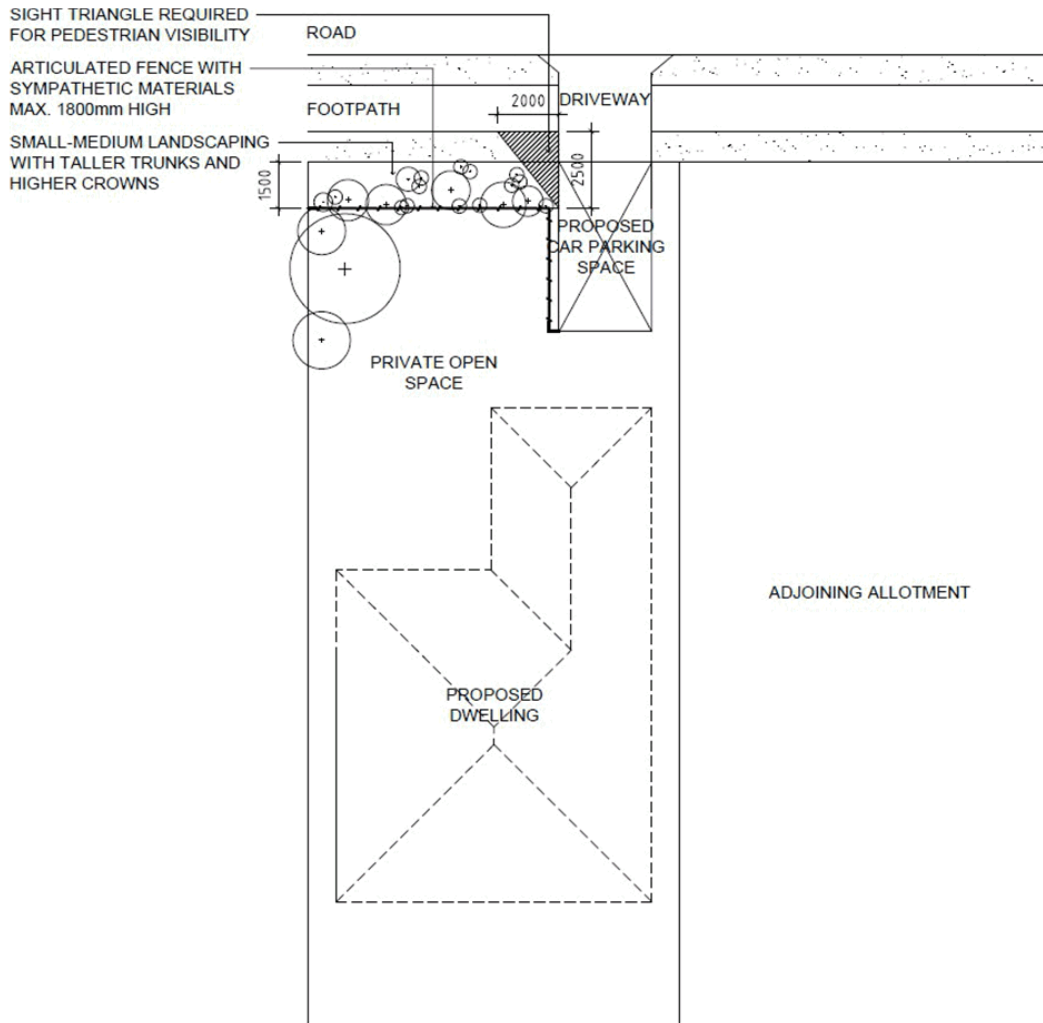 SIGHT TRIANGLE REQUIRED
FOR PEDESTRIAN VISIBILITY
ROAD
ARTICULATED FENCE WITH
SYMPATHETIC MATERIALS
MAX. 1800mm HIGH
FOOTPATH
2000
DRIVEWAY
SMALL-MEDIUM LANDSCAPING
WITH TALLER TRUNKS AND
HIGHER CROWNS
1500
2500
PROPOSED
CAR PARKING
SPACE
PRIVATE OPEN
SPACE
ADJOINING ALLOTMENT
PROPOSED
DWELLING